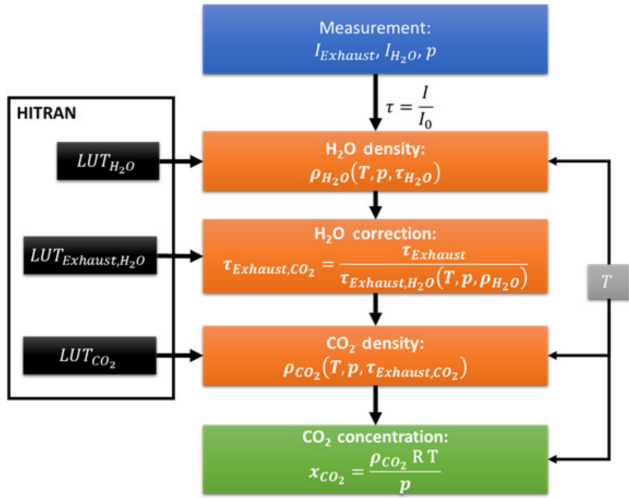 Measurement:
I_Exhaust, I_H₂O, p
τ = I/I₀
HITRAN
LUT_H₂O
H₂O density:
ρ_H₂O(T, p, τ_H₂O)
H₂O correction:
τ_Exhaust,CO₂ = τ_Exhaust / τ_Exhaust,H₂O(T, p, ρ_H₂O)
LUT_Exhaust,H₂O
T
LUT_CO₂
CO₂ density:
ρ_CO₂(T, p, τ_Exhaust,CO₂)
CO₂ concentration:
x_CO₂ = ρ_CO₂ R T / p